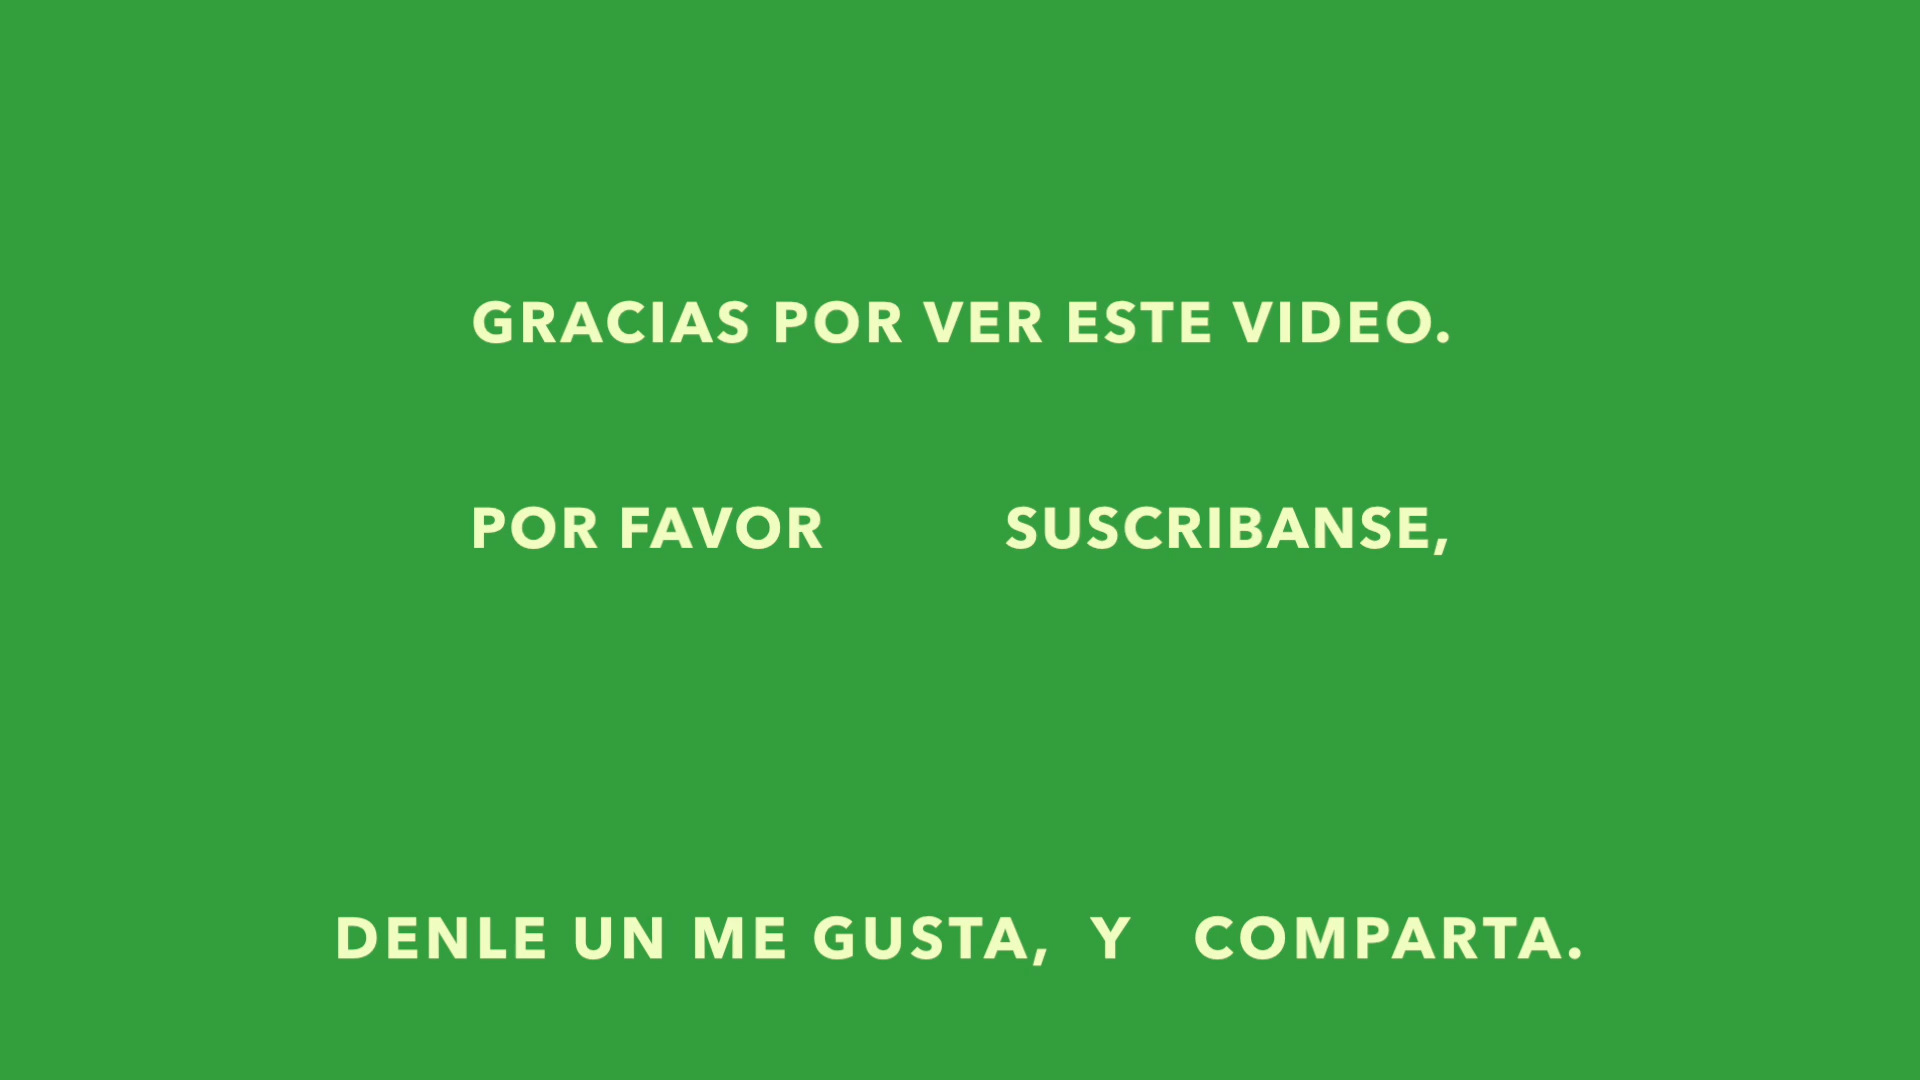 GRACIAS POR VER ESTE VIDEO.
POR FAVOR SUSCRIBANSE,
DENLE UN ME GUSTA, Y COMPARTA.